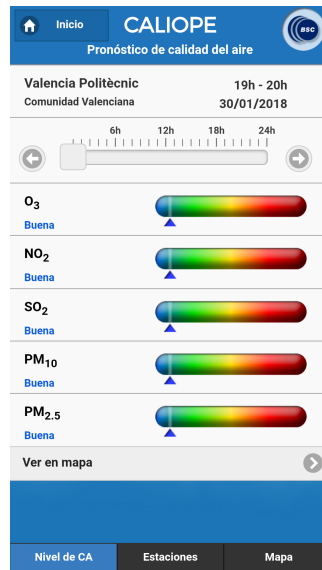 Inicio
CALIOPE
BSC
Pronóstico de calidad del aire
Valencia Politècnic
19h - 20h
Comunidad Valenciana
30/01/2018
6h 12h 18h 24h
O3
Buena
NO2
Buena
SO2
Buena
PM10
Buena
PM2.5
Buena
Ver en mapa
Nivel de CA
Estaciones
Mapa